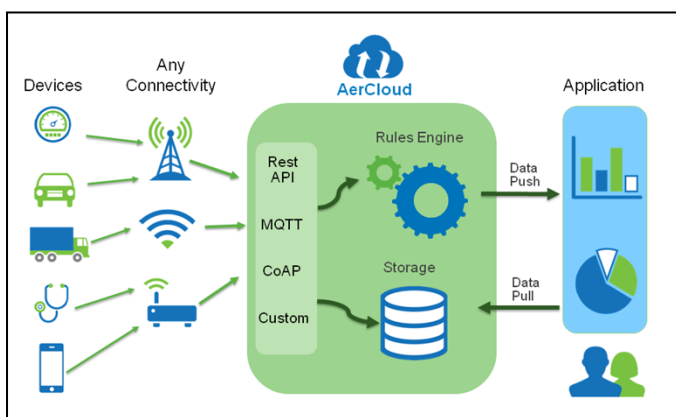 Devices
Any
Connectivity
AerCloud
Application
Rest
API
MQTT
CoAP
Custom
Rules Engine
Storage
Data
Push
Data
Pull